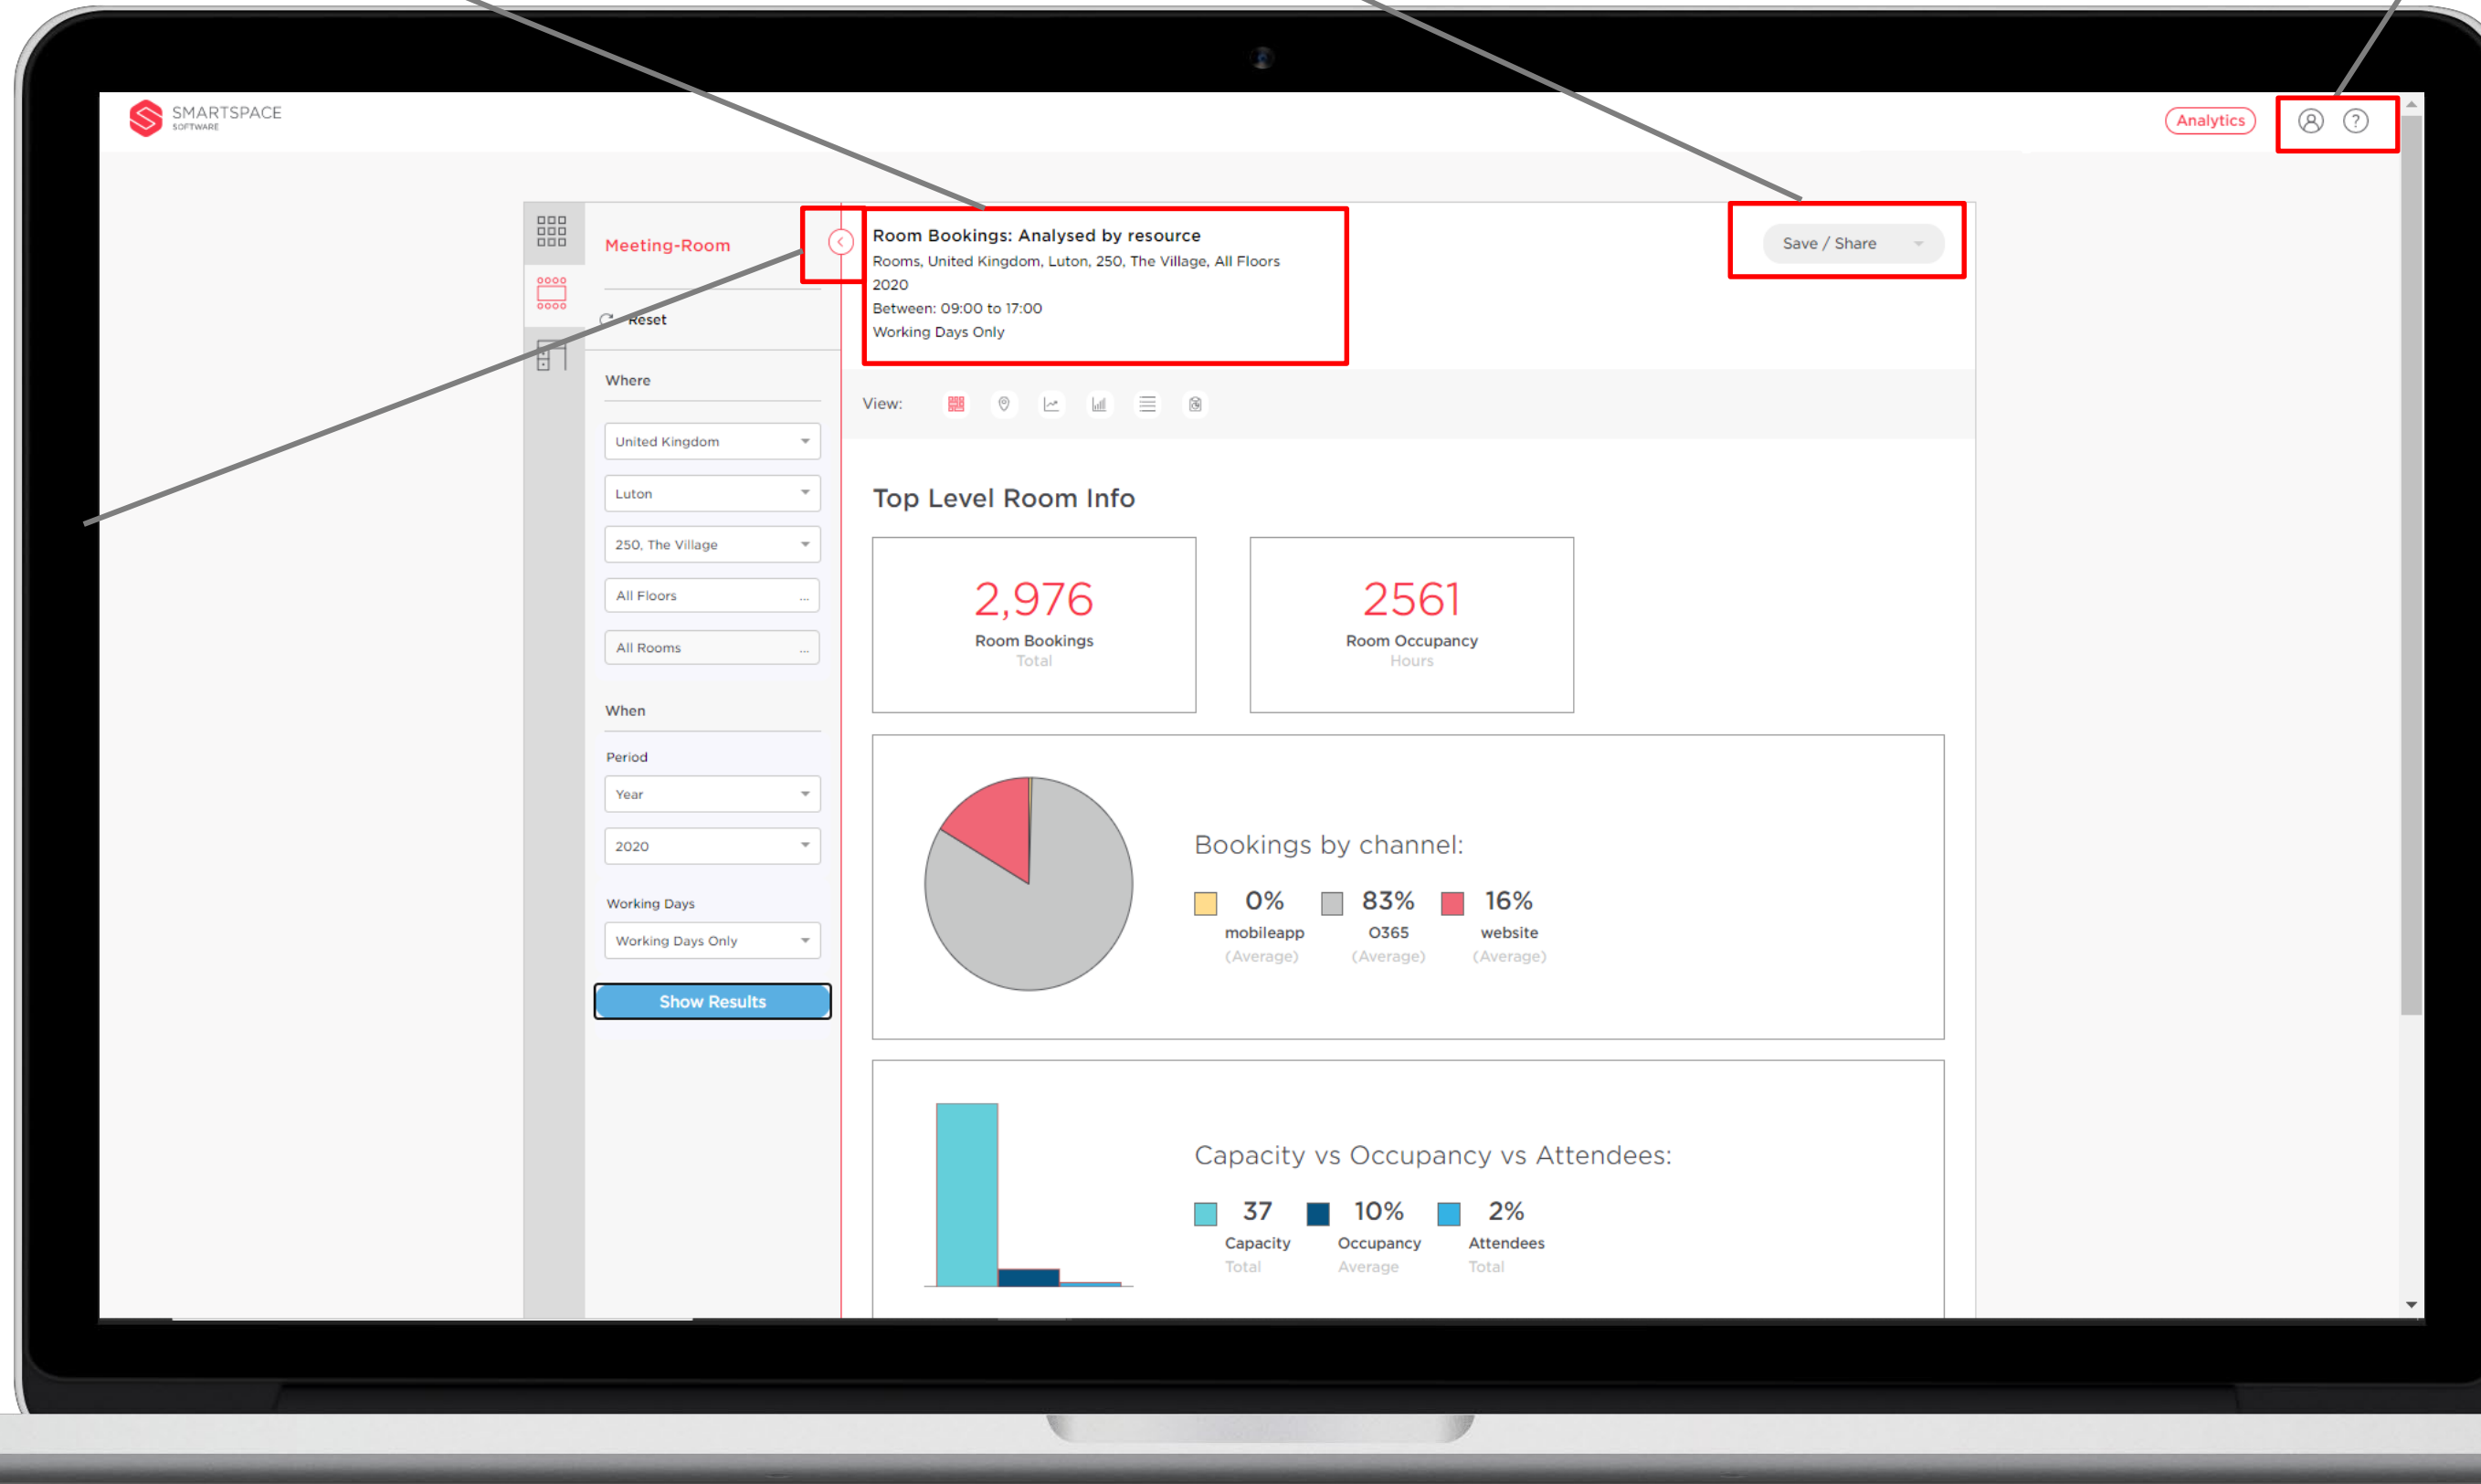 SMARTSPACE
SOFTWARE
Analytics
?
Meeting-Room
Reset
Where
United Kingdom
Luton
250, The Village
All Floors ...
All Rooms ...
When
Period
Year
2020
Working Days
Working Days Only
Show Results
Room Bookings: Analysed by resource
Rooms, United Kingdom, Luton, 250, The Village, All Floors
2020
Between: 09:00 to 17:00
Working Days Only
Save / Share
View:
Top Level Room Info
2,976
Room Bookings
Total
2561
Room Occupancy
Hours
Bookings by channel:
0% 83% 16%
mobileapp O365 website
(Average) (Average) (Average)
Capacity vs Occupancy vs Attendees:
37 10% 2%
Capacity Occupancy Attendees
Total Average Total